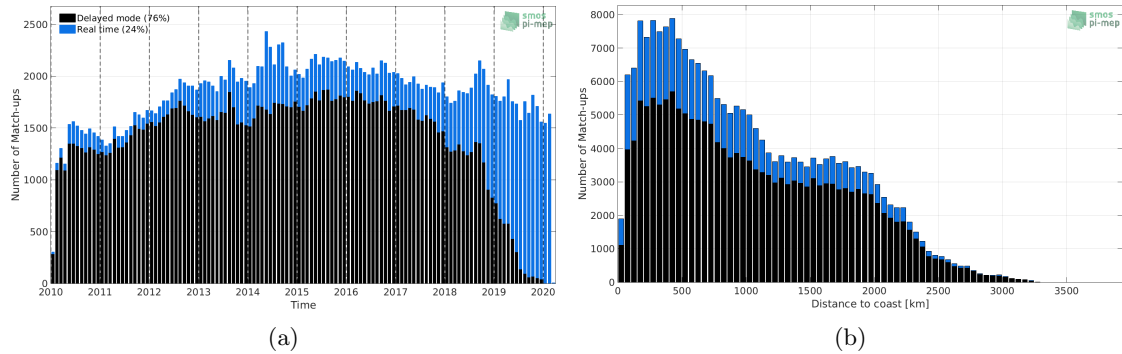 Delayed mode (76%)
Real time (24%)
smos
pi-mep
Number of Match-ups
2500
2000
1500
1000
500
0
2010 2011 2012 2013 2014 2015 2016 2017 2018 2019 2020
Time
(a)
smos
pi-mep
Number of Match-ups
8000
7000
6000
5000
4000
3000
2000
1000
0
0 500 1000 1500 2000 2500 3000 3500
Distance to coast [km]
(b)